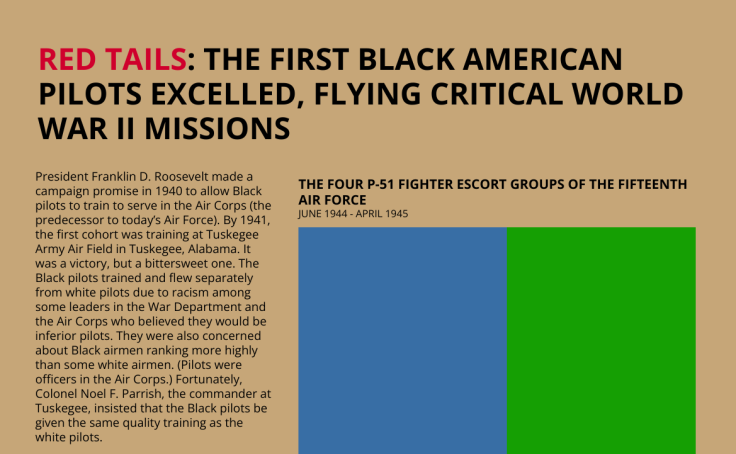 RED TAILS: THE FIRST BLACK AMERICAN
PILOTS EXCELLED, FLYING CRITICAL WORLD
WAR II MISSIONS
President Franklin D. Roosevelt made a
campaign promise in 1940 to allow Black
pilots to train to serve in the Air Corps (the
predecessor to today's Air Force). By 1941,
the first cohort was training at Tuskegee
Army Air Field in Tuskegee, Alabama. It
was a victory, but a bittersweet one. The
Black pilots trained and flew separately
from white pilots due to racism among
some leaders in the War Department and
the Air Corps who believed they would be
inferior pilots. They were also concerned
about Black airmen ranking more highly
than some white airmen. (Pilots were
officers in the Air Corps.) Fortunately,
Colonel Noel F. Parrish, the commander at
Tuskegee, insisted that the Black pilots be
given the same quality training as the
white pilots.
THE FOUR P-51 FIGHTER ESCORT GROUPS OF THE FIFTEENTH
AIR FORCE
JUNE 1944 - APRIL 1945